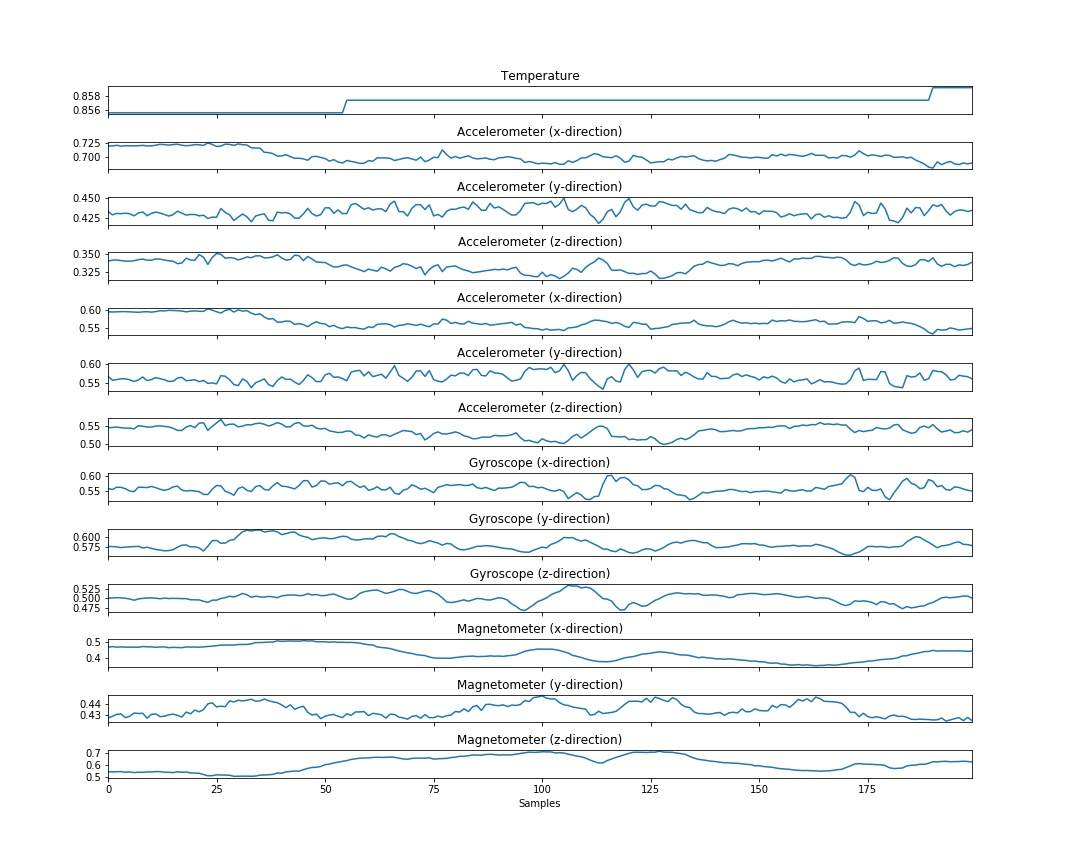 Temperature
0.858
0.856
Accelerometer (x-direction)
0.725
0.700
Accelerometer (y-direction)
0.450
0.425
Accelerometer (z-direction)
0.350
0.325
Accelerometer (x-direction)
0.60
0.55
Accelerometer (y-direction)
0.60
0.55
Accelerometer (z-direction)
0.55
0.50
Gyroscope (x-direction)
0.60
0.55
Gyroscope (y-direction)
0.600
0.575
Gyroscope (z-direction)
0.525
0.500
0.475
Magnetometer (x-direction)
0.5
0.4
Magnetometer (y-direction)
0.44
0.43
Magnetometer (z-direction)
0.7
0.6
0.5
0 25 50 75 100 125 150 175
Samples